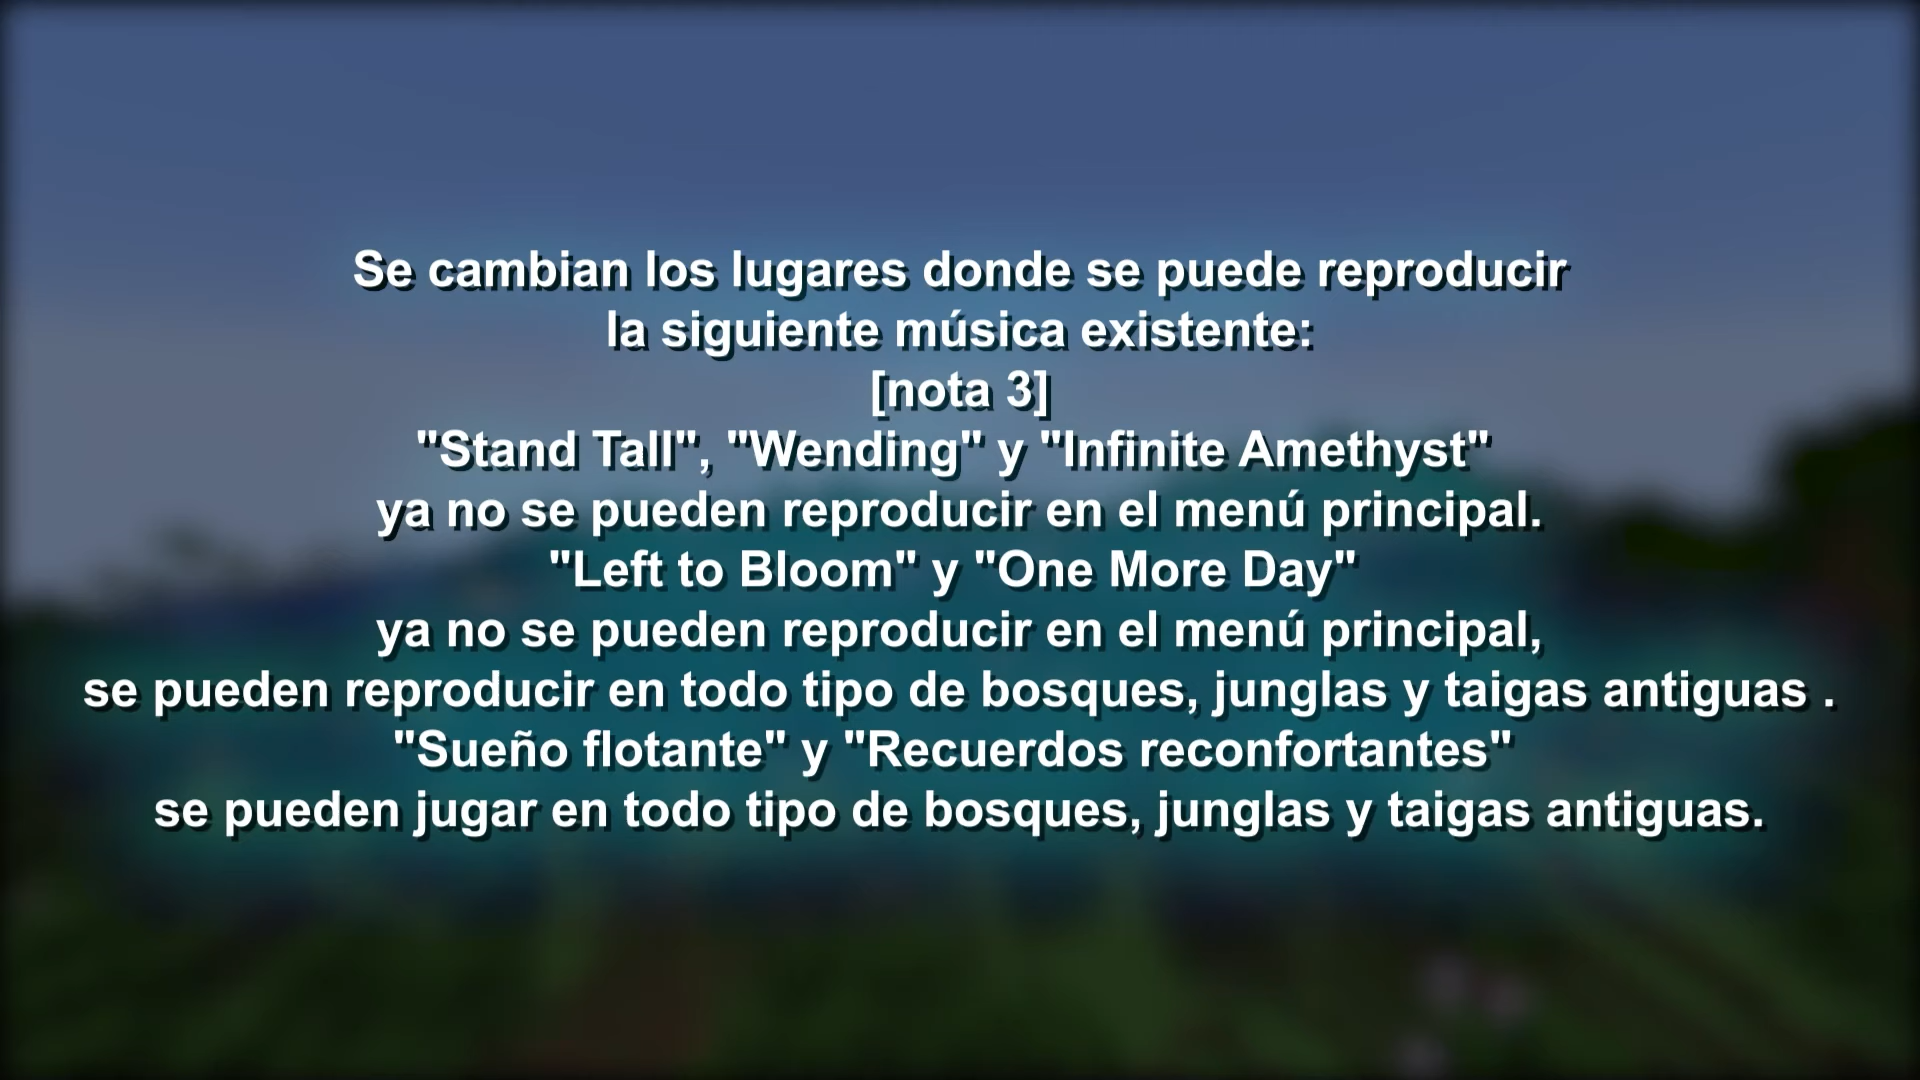 Se cambian los lugares donde se puede reproducir
la siguiente música existente:
[nota 3]
"Stand Tall", "Wending" y "Infinite Amethyst"
ya no se pueden reproducir en el menú principal.
"Left to Bloom" y "One More Day"
ya no se pueden reproducir en el menú principal,
se pueden reproducir en todo tipo de bosques, junglas y taigas antiguas .
"Sueño flotante" y "Recuerdos reconfortantes"
se pueden jugar en todo tipo de bosques, junglas y taigas antiguas.